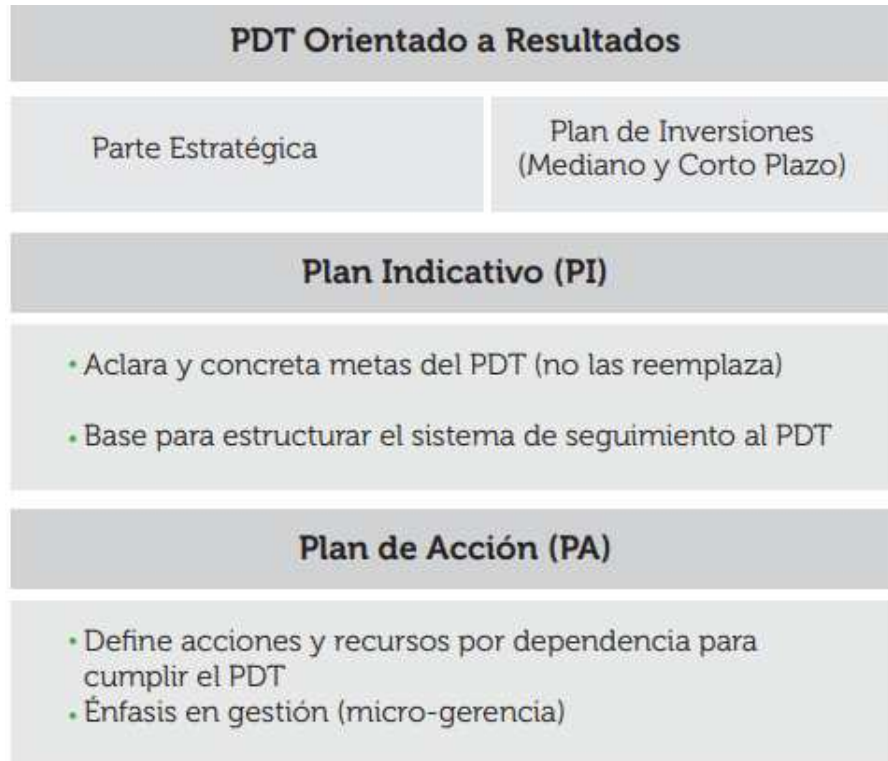 PDT Orientado a Resultados
Parte Estratégica
Plan de Inversiones
(Mediano y Corto Plazo)
Plan Indicativo (PI)
• Aclara y concreta metas del PDT (no las reemplaza)
• Base para estructurar el sistema de seguimiento al PDT
Plan de Acción (PA)
• Define acciones y recursos por dependencia para
cumplir el PDT
• Énfasis en gestión (micro-gerencia)